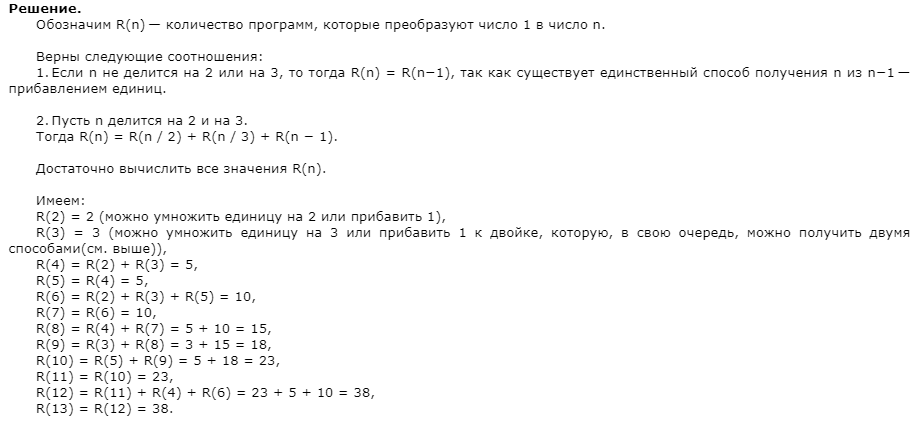 Решение.
Обозначим R(n) — количество программ, которые преобразуют число 1 в число n.
Верны следующие соотношения:
1. Если n не делится на 2 или на 3, то тогда R(n) = R(n−1), так как существует единственный способ получения n из n−1 —
прибавлением единиц.
2. Пусть n делится на 2 и на 3.
Тогда R(n) = R(n / 2) + R(n / 3) + R(n − 1).
Достаточно вычислить все значения R(n).
Имеем:
R(2) = 2 (можно умножить единицу на 2 или прибавить 1),
R(3) = 3 (можно умножить единицу на 3 или прибавить 1 к двойке, которую, в свою очередь, можно получить двумя
способами(см. выше)),
R(4) = R(2) + R(3) = 5,
R(5) = R(4) = 5,
R(6) = R(2) + R(3) + R(5) = 10,
R(7) = R(6) = 10,
R(8) = R(4) + R(7) = 5 + 10 = 15,
R(9) = R(3) + R(8) = 3 + 15 = 18,
R(10) = R(5) + R(9) = 5 + 18 = 23,
R(11) = R(10) = 23,
R(12) = R(11) + R(4) + R(6) = 23 + 5 + 10 = 38,
R(13) = R(12) = 38.